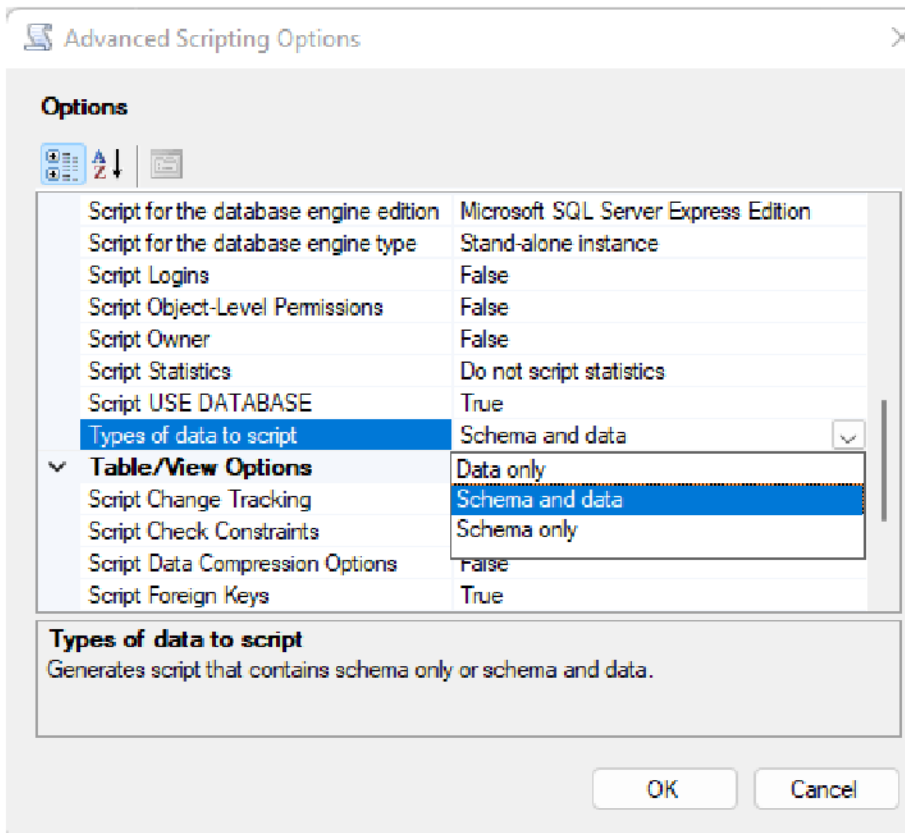 Advanced Scripting Options
Options
Script for the database engine edition Microsoft SQL Server Express Edition
Script for the database engine type Stand-alone instance
Script Logins False
Script Object-Level Permissions False
Script Owner False
Script Statistics Do not script statistics
Script USE DATABASE True
Types of data to script Schema and data
Table/View Options Data only
Script Change Tracking Schema and data
Script Check Constraints Schema only
Script Data Compression Options False
Script Foreign Keys True
Types of data to script
Generates script that contains schema only or schema and data.
OK Cancel